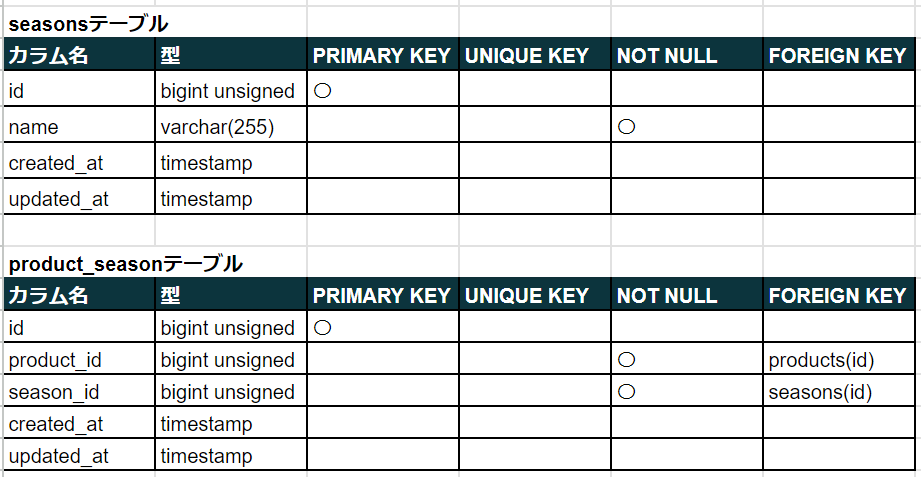 seasonsテーブル
カラム名 型 PRIMARY KEY UNIQUE KEY NOT NULL FOREIGN KEY
id bigint unsigned ○
name varchar(255) ○
created_at timestamp
updated_at timestamp
product_seasonテーブル
カラム名 型 PRIMARY KEY UNIQUE KEY NOT NULL FOREIGN KEY
id bigint unsigned ○
product_id bigint unsigned ○ products(id)
season_id bigint unsigned ○ seasons(id)
created_at timestamp
updated_at timestamp